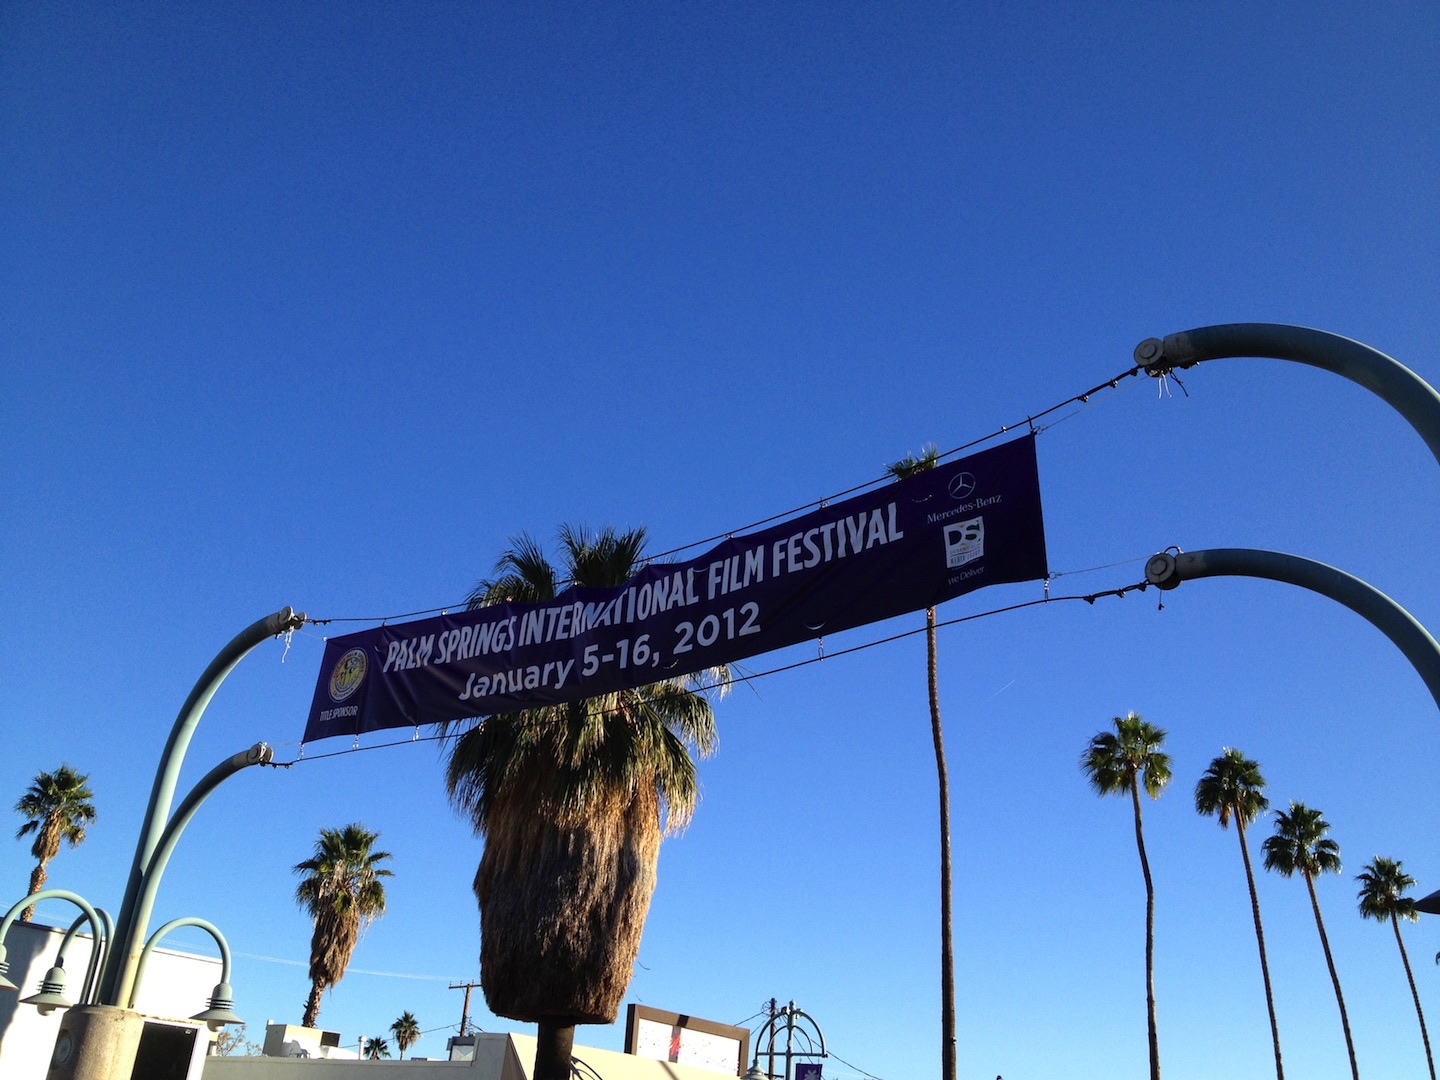 PALM SPRINGS INTERNATIONAL FILM FESTIVAL
January 5-16, 2012
TITLE SPONSOR
Mercedes-Benz
DS
We Deliver